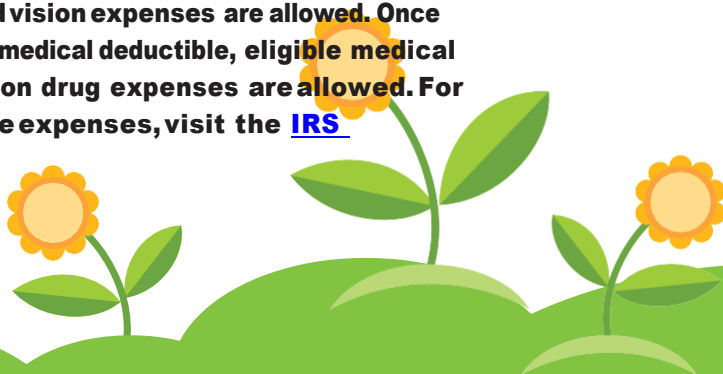 vision expenses are allowed. Once
medical deductible, eligible medical
on drug expenses are allowed. For
e expenses, visit the IRS